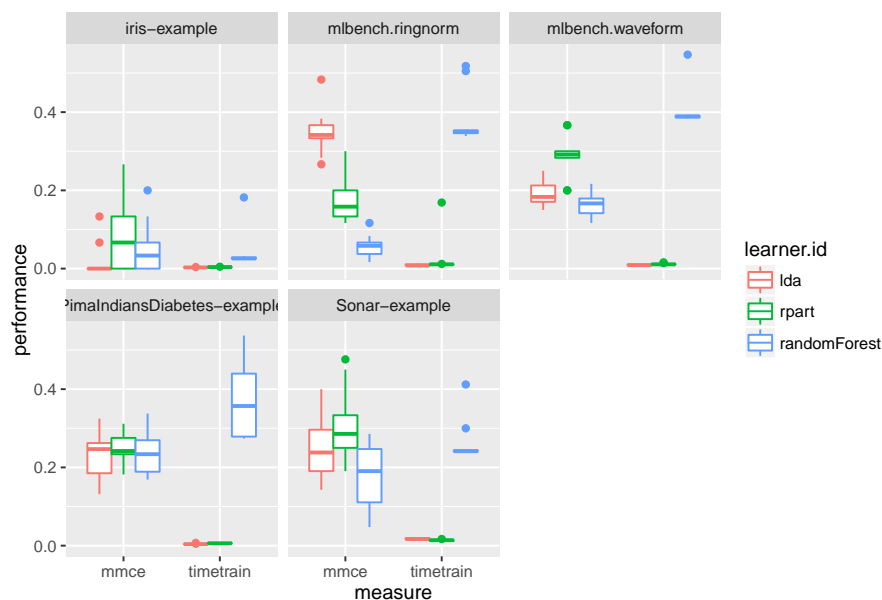 iris−example
mlbench.ringnorm
mlbench.waveform
0.4
0.2
0.0
PimaIndiansDiabetes−example
Sonar−example
0.4
0.2
0.0
mmce
timetrain
mmce
timetrain
measure
performance
learner.id
lda
rpart
randomForest